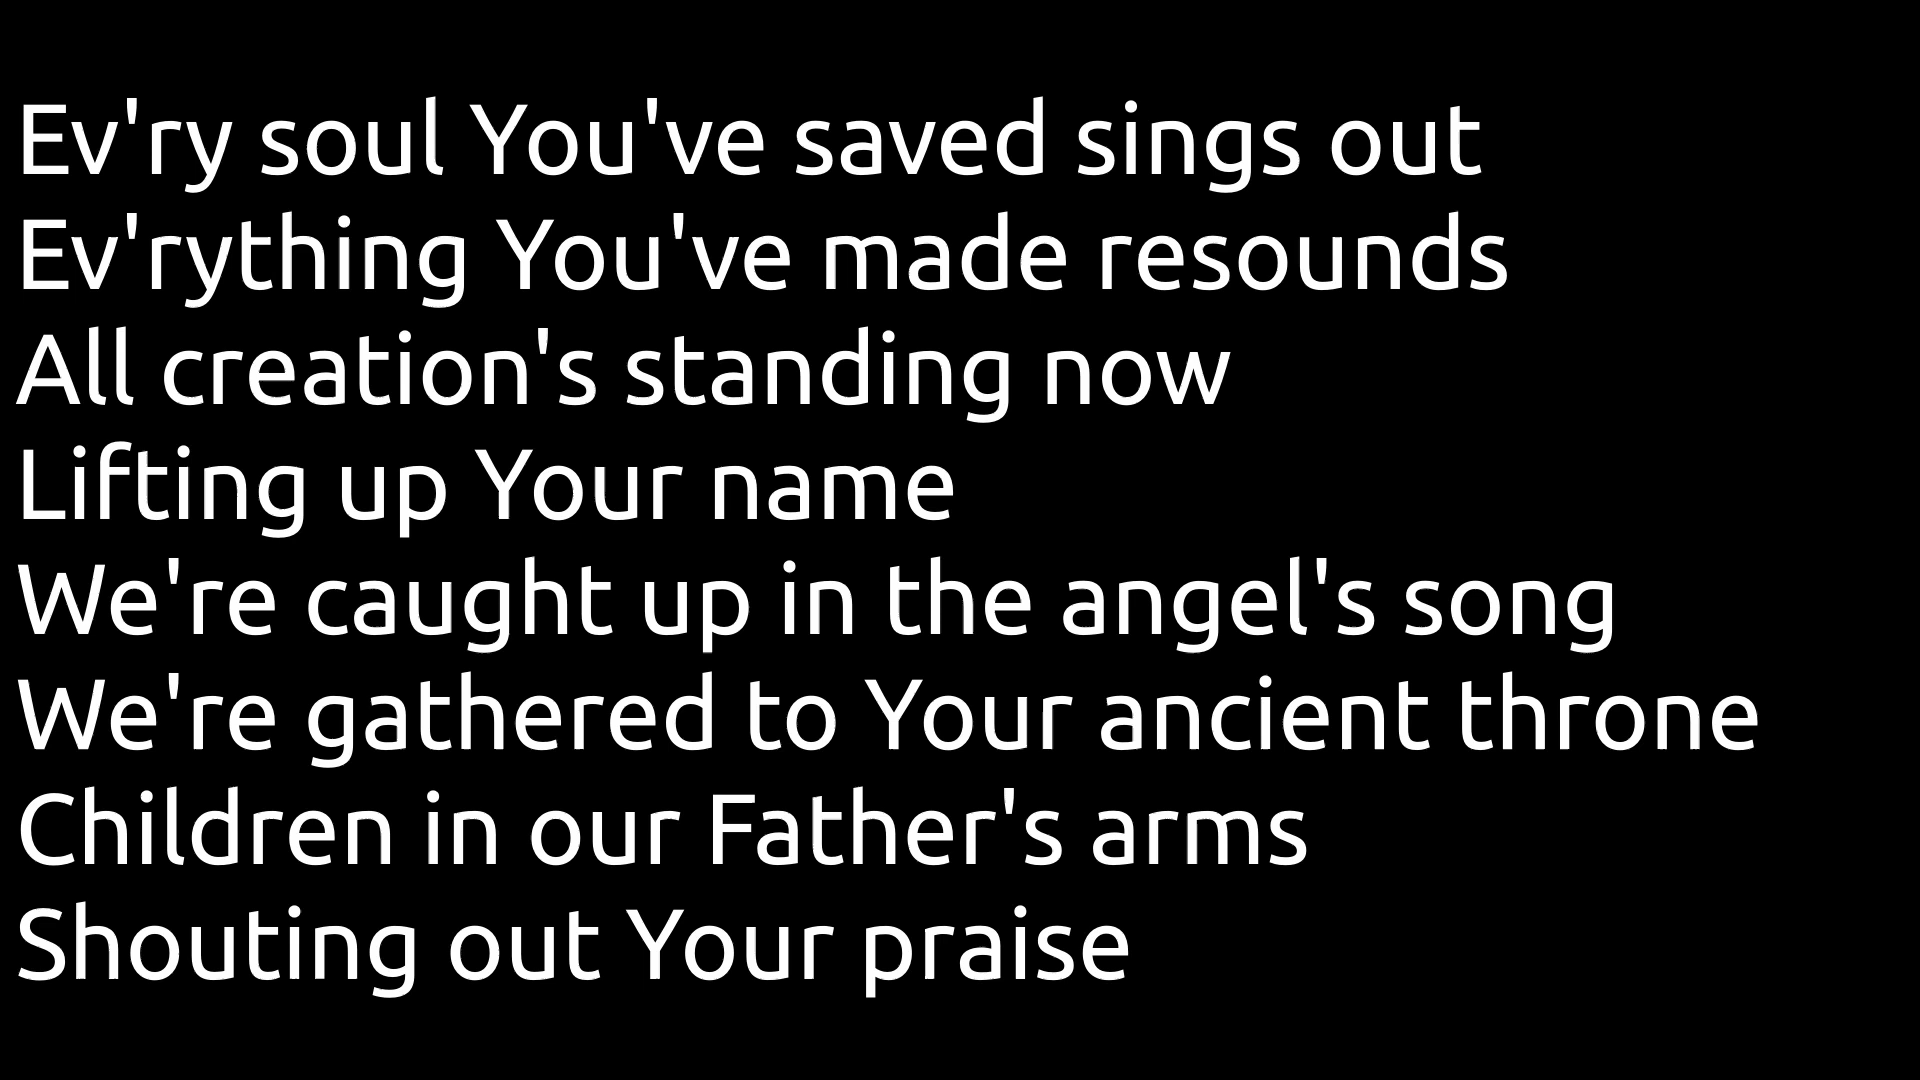 Ev'ry soul You've saved sings out
Ev'rything You've made resounds
All creation's standing now
Lifting up Your name
We're caught up in the angel's song
We're gathered to Your ancient throne
Children in our Father's arms
Shouting out Your praise